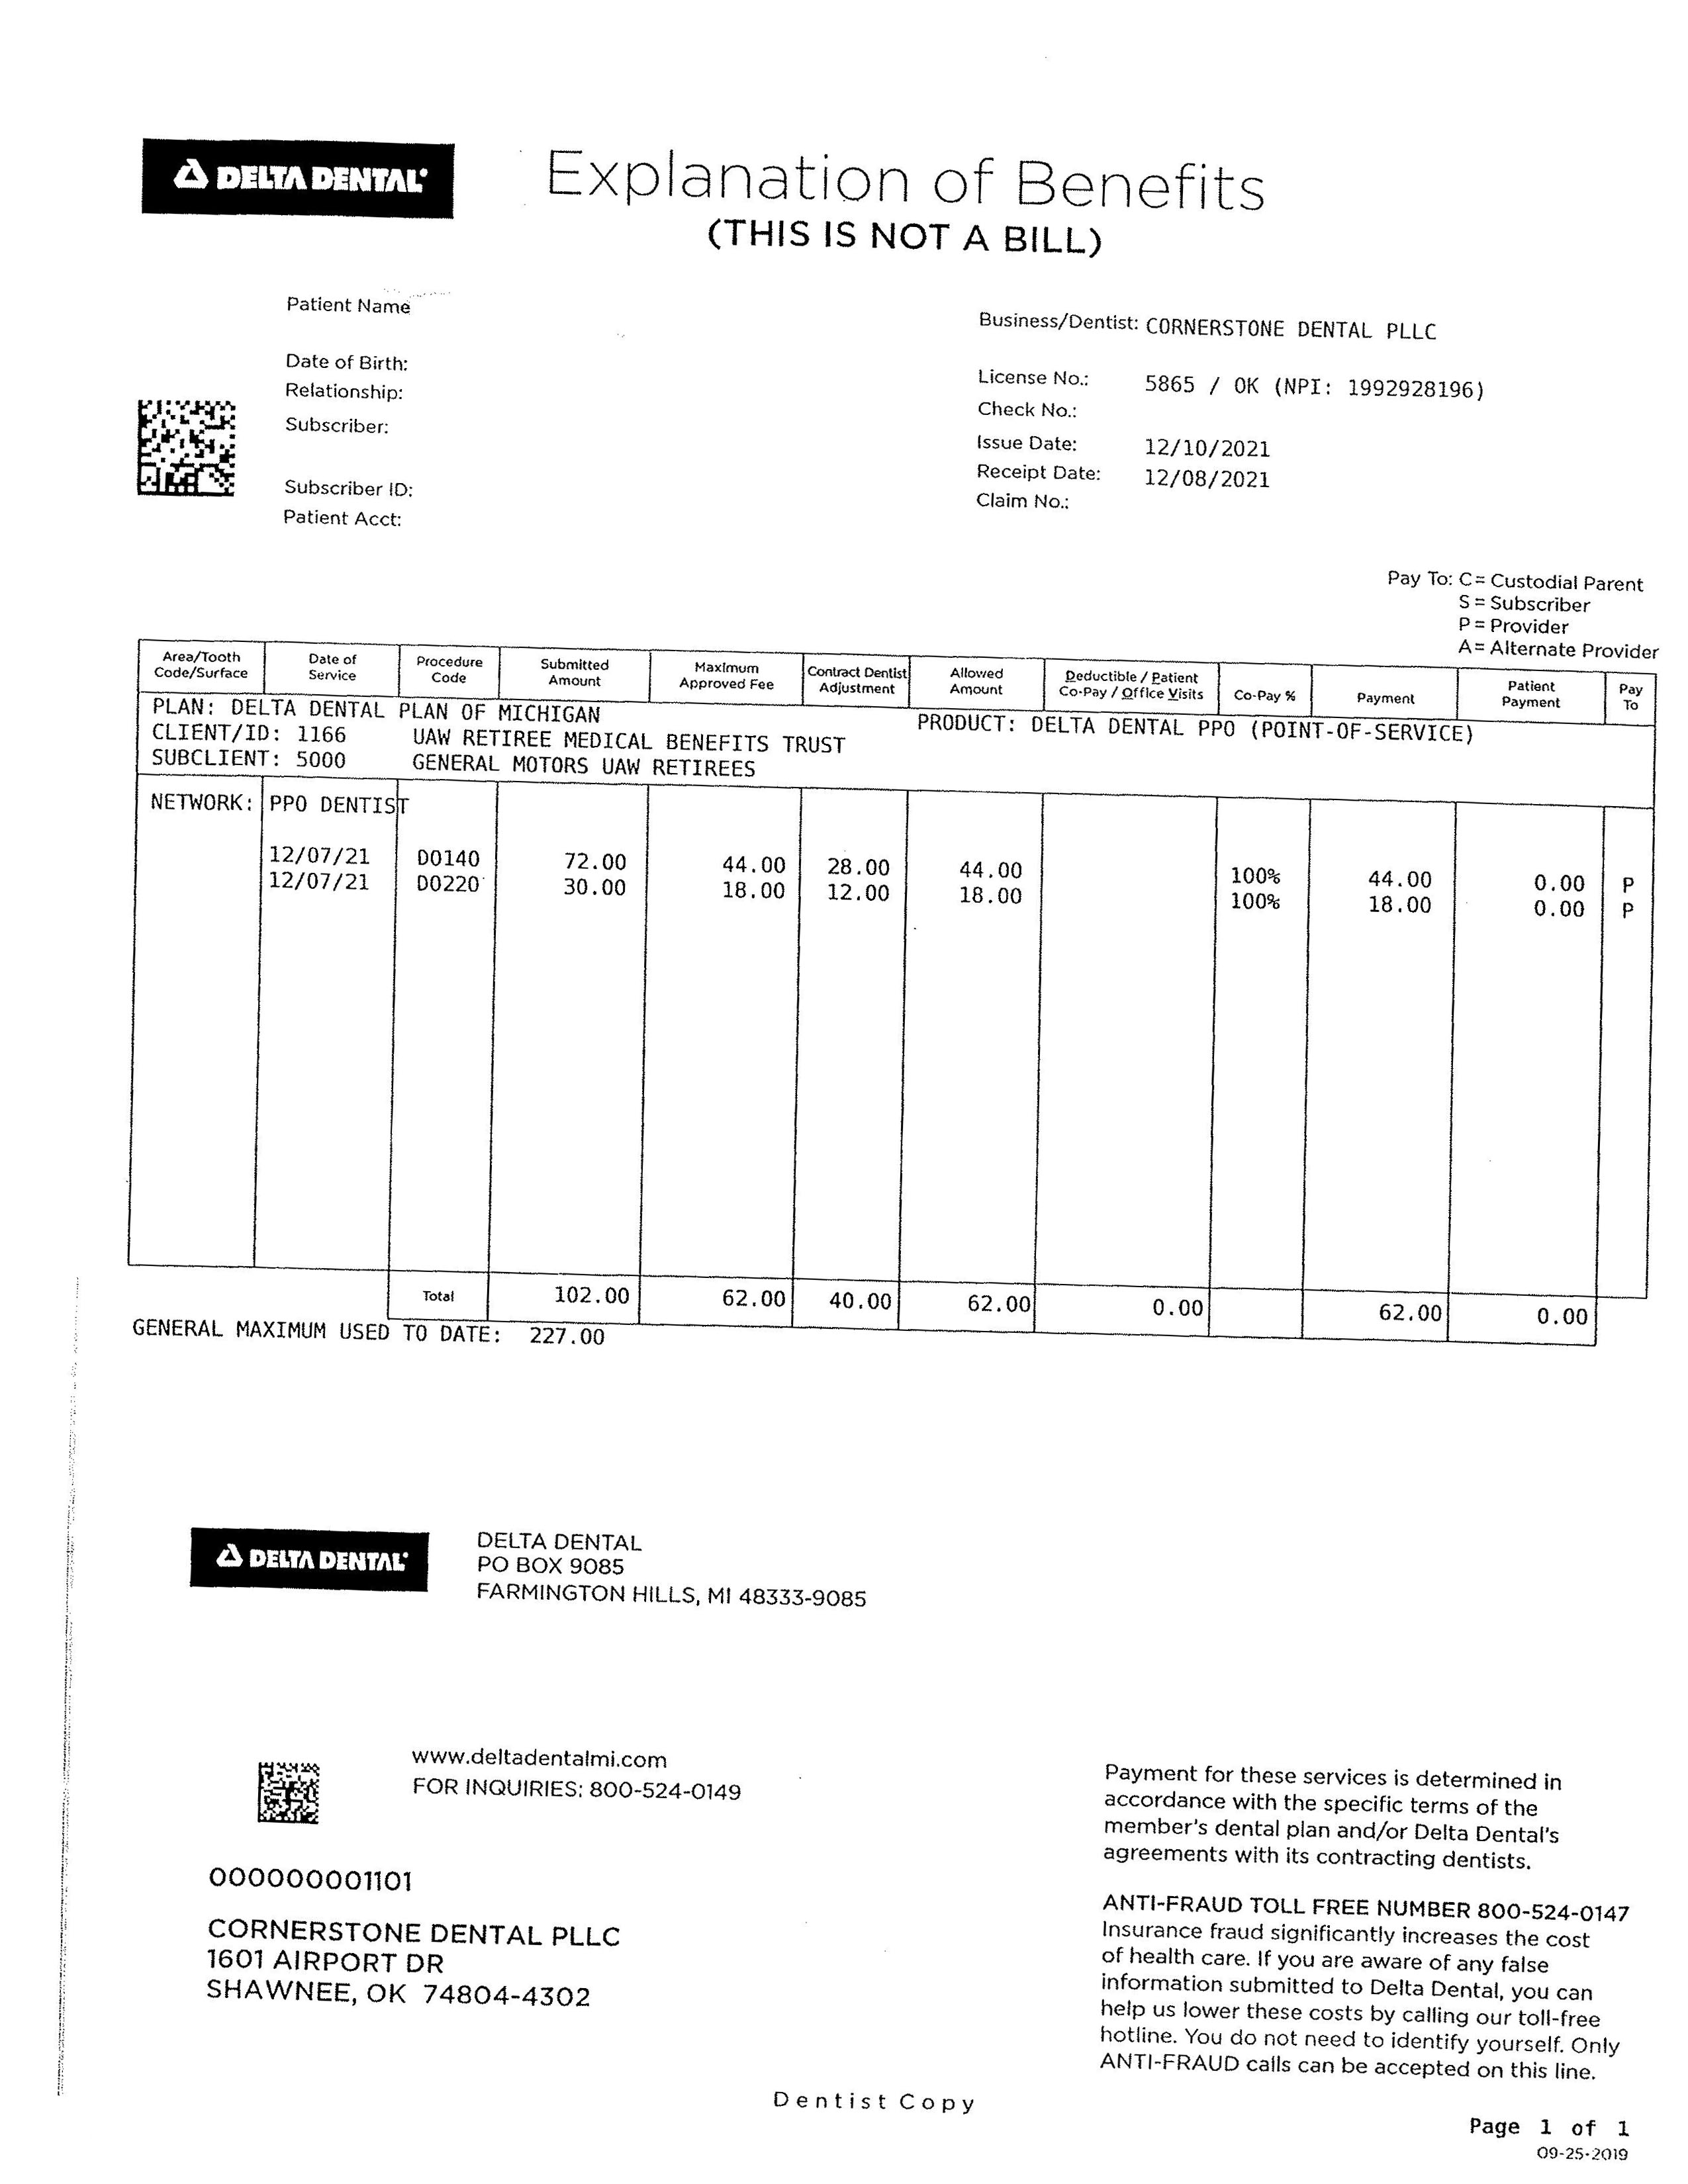 DELTA DENTAL
Explanation of Benefits
(THIS IS NOT A BILL)
Patient Name
Business/Dentist: CORNERSTONE DENTAL PLLC
Date of Birth:
License No.: 5865 / OK (NPI: 1992928196)
Relationship:
Check No.:
Subscriber:
Issue Date: 12/10/2021
Receipt Date: 12/08/2021
Subscriber ID:
Claim No.:
Patient Acct:
Pay To: C = Custodial Parent
S = Subscriber
P = Provider
A = Alternate Provider
Area/Tooth Code/Surface Date of Service Procedure Code Submitted Amount Maximum Approved Fee Contract Dentist Adjustment Allowed Amount Deductible / Patient Co-Pay / Office Visits Co-Pay % Payment Patient Payment Pay To
PLAN: DELTA DENTAL PLAN OF MICHIGAN PRODUCT: DELTA DENTAL PPO (POINT-OF-SERVICE)
CLIENT/ID: 1166 UAW RETIREE MEDICAL BENEFITS TRUST
SUBCLIENT: 5000 GENERAL MOTORS UAW RETIREES
NETWORK: PPO DENTIST
12/07/21 D0140 72.00 44.00 28.00 44.00 100% 44.00 0.00 P
12/07/21 D0220 30.00 18.00 12.00 18.00 100% 18.00 0.00 P
Total 102.00 62.00 40.00 62.00 0.00 62.00 0.00
GENERAL MAXIMUM USED TO DATE: 227.00
DELTA DENTAL
DELTA DENTAL
PO BOX 9085
FARMINGTON HILLS, MI 48333-9085
www.deltadentalmi.com
FOR INQUIRIES: 800-524-0149
000000001101
CORNERSTONE DENTAL PLLC
1601 AIRPORT DR
SHAWNEE, OK 74804-4302
Payment for these services is determined in
accordance with the specific terms of the
member's dental plan and/or Delta Dental's
agreements with its contracting dentists.
ANTI-FRAUD TOLL FREE NUMBER 800-524-0147
Insurance fraud significantly increases the cost
of health care. If you are aware of any false
information submitted to Delta Dental, you can
help us lower these costs by calling our toll-free
hotline. You do not need to identify yourself. Only
ANTI-FRAUD calls can be accepted on this line.
Dentist Copy
Page 1 of 1
09-25-2019